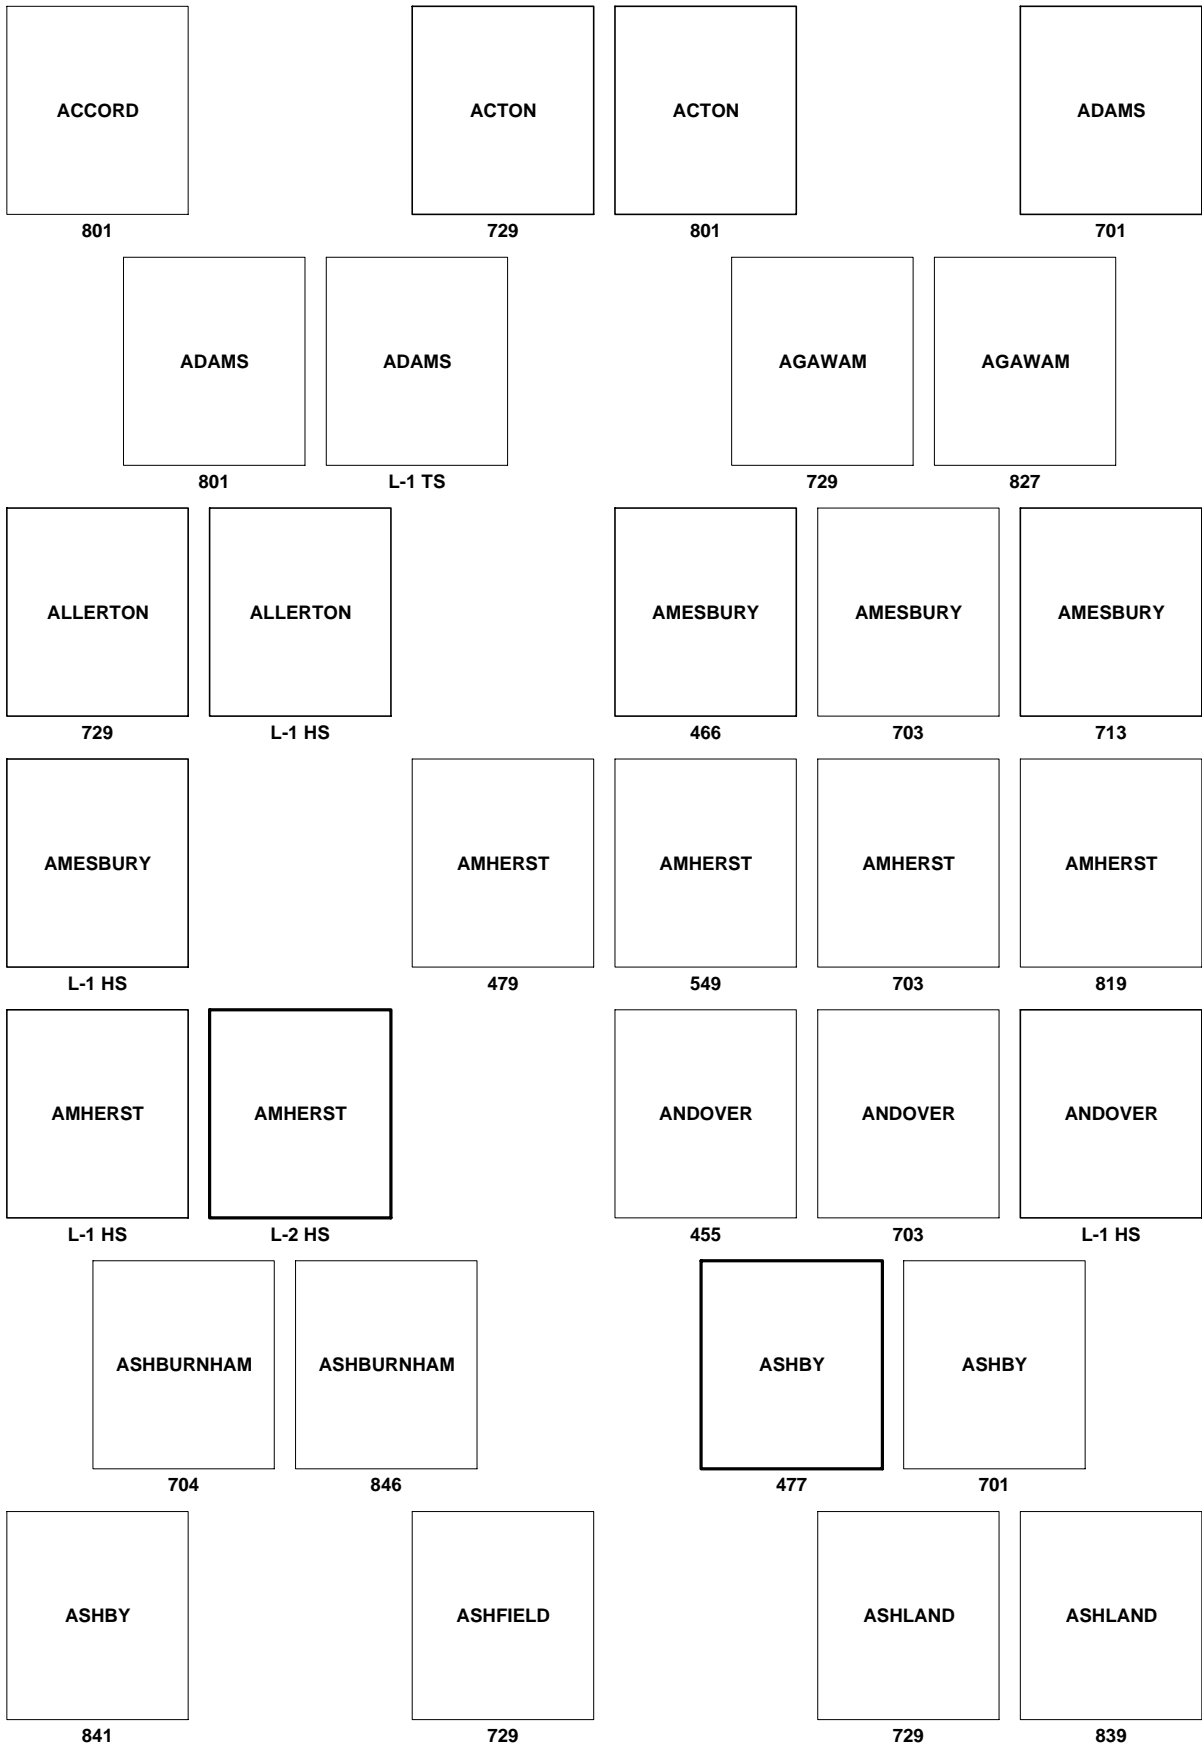 ACCORD ACTON ACTON ADAMS
801 729 801 701
ADAMS ADAMS AGAWAM AGAWAM
801 L-1 TS 729 827
ALLERTON ALLERTON AMESBURY AMESBURY AMESBURY
729 L-1 HS 466 703 713
AMESBURY AMHERST AMHERST AMHERST AMHERST
L-1 HS 479 549 703 819
AMHERST AMHERST ANDOVER ANDOVER ANDOVER
L-1 HS L-2 HS 455 703 L-1 HS
ASHBURNHAM ASHBURNHAM ASHBY ASHBY
704 846 477 701
ASHBY ASHFIELD ASHLAND ASHLAND
841 729 729 839